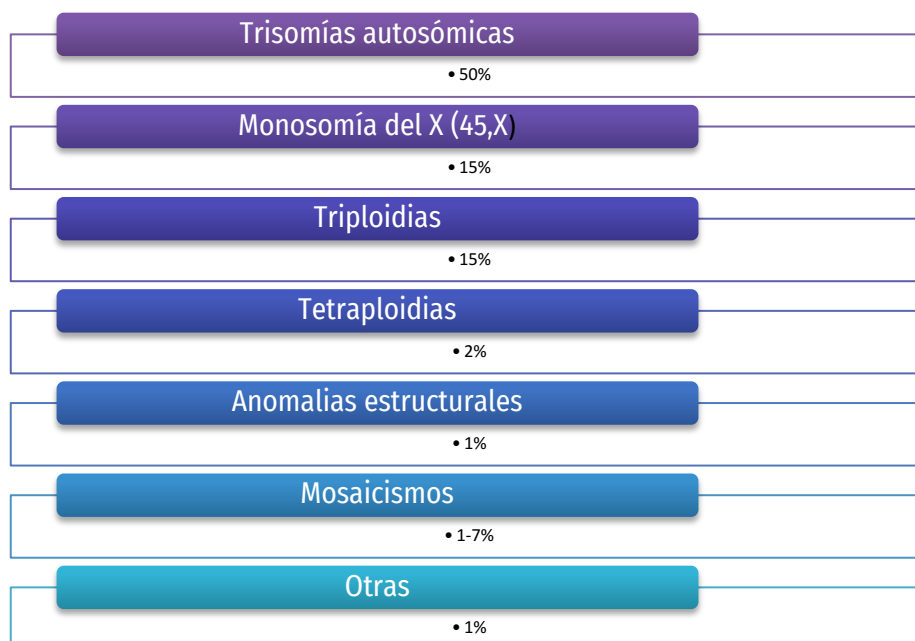 Trisomías autosómicas
• 50%
Monosomía del X (45,X)
• 15%
Triploidias
• 15%
Tetraploidias
• 2%
Anomalias estructurales
• 1%
Mosaicismos
• 1-7%
Otras
• 1%